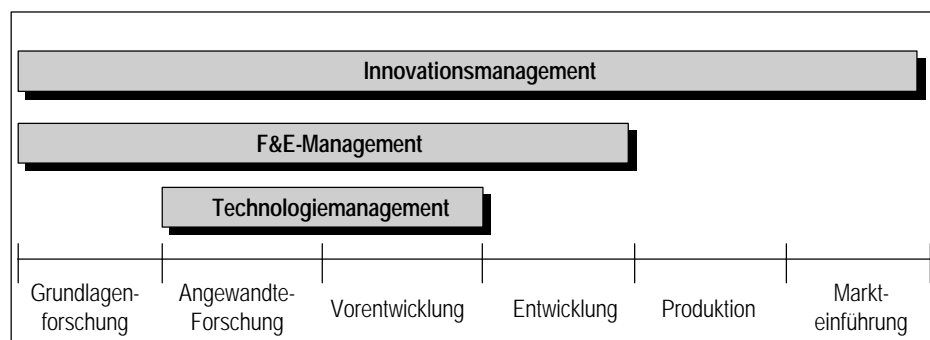 Innovationsmanagement
F&E-Management
Technologiemanagement
Grundlagen-
forschung
Angewandte-
Forschung
Vorentwicklung
Entwicklung
Produktion
Markt-
einführung